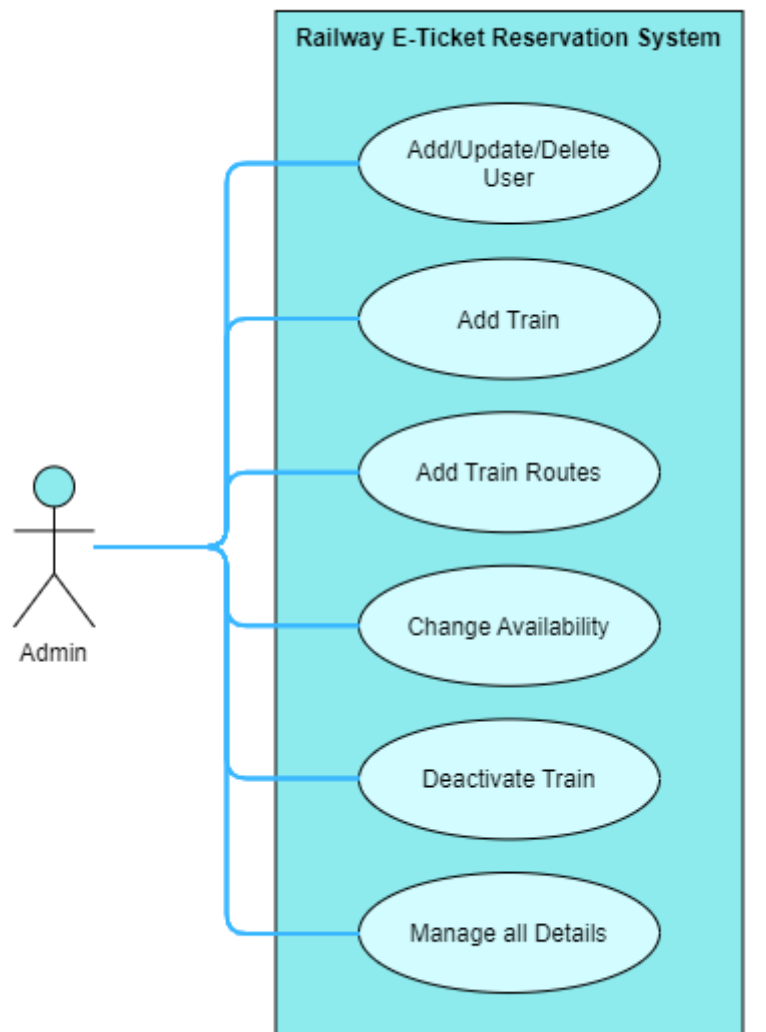 Railway E-Ticket Reservation System
Add/Update/Delete
User
Add Train
Add Train Routes
Admin
Change Availability
Deactivate Train
Manage all Details